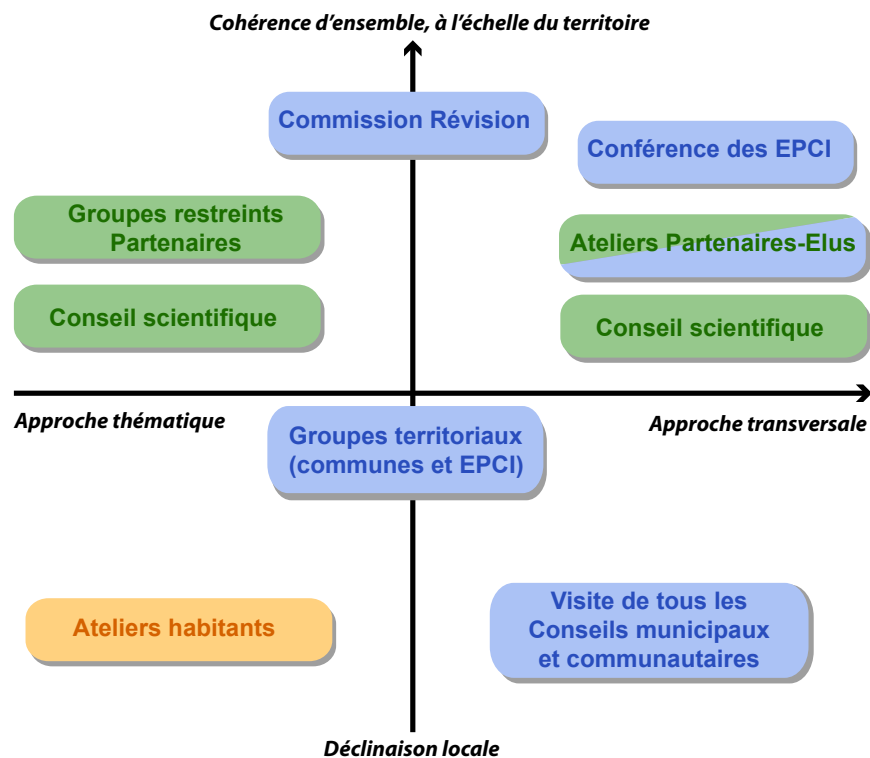 Cohérence d'ensemble, à l'échelle du territoire
Commission Révision
Conférence des EPCI
Groupes restreints
Partenaires
Ateliers Partenaires-Elus
Conseil scientifique
Conseil scientifique
Approche thématique
Approche transversale
Groupes territoriaux
(communes et EPCI)
Ateliers habitants
Visite de tous les
Conseils municipaux
et communautaires
Déclinaison locale